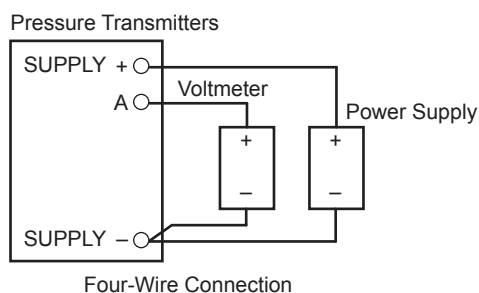 Pressure Transmitters
SUPPLY +
A
Voltmeter
Power Supply
+
+
–
–
SUPPLY –
Four-Wire Connection